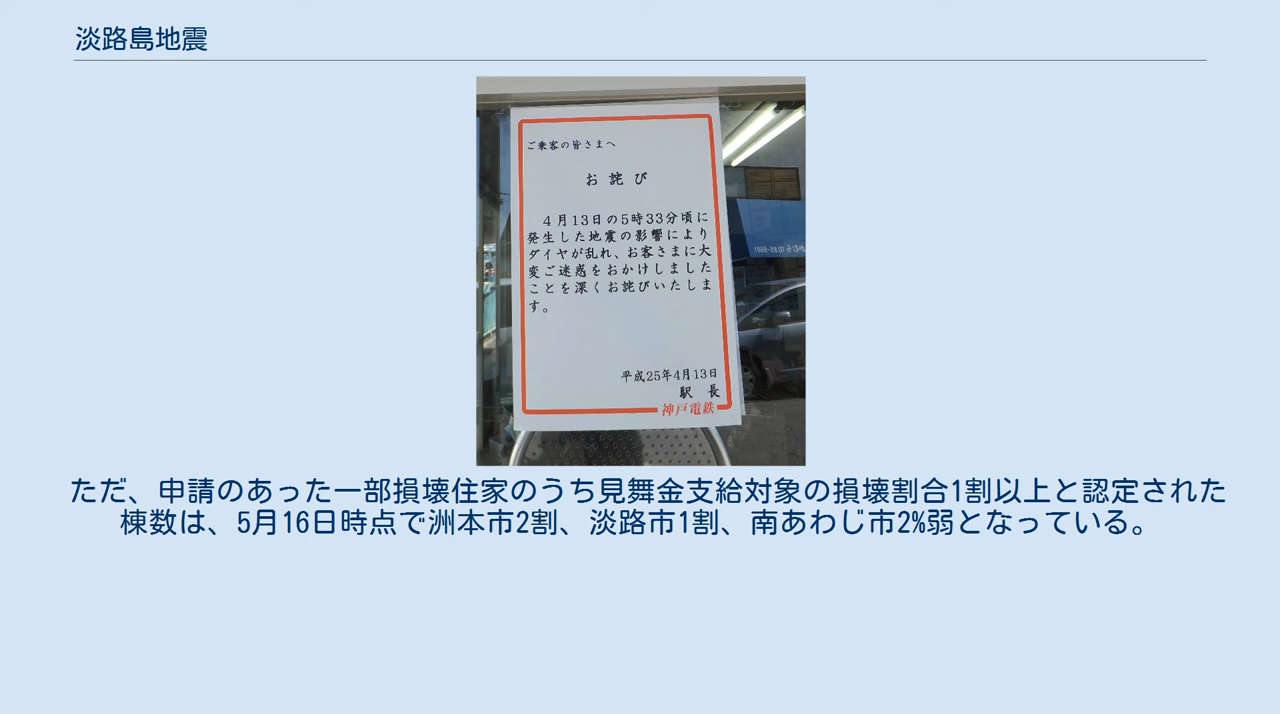 淡路島地震
ご乗客の皆さまへ
お詫び
4月13日の5時33分頃に
発生した地震の影響により
ダイヤが乱れ、お客さまに大
変ご迷惑をおかけしました
ことを深くお詫びいたしま
す。
平成25年4月13日
駅 長
神戸電鉄
ただ、申請のあった一部損壊住家のうち見舞金支給対象の損壊割合1割以上と認定された
棟数は、5月16日時点で洲本市2割、淡路市1割、南あわじ市2%弱となっている。